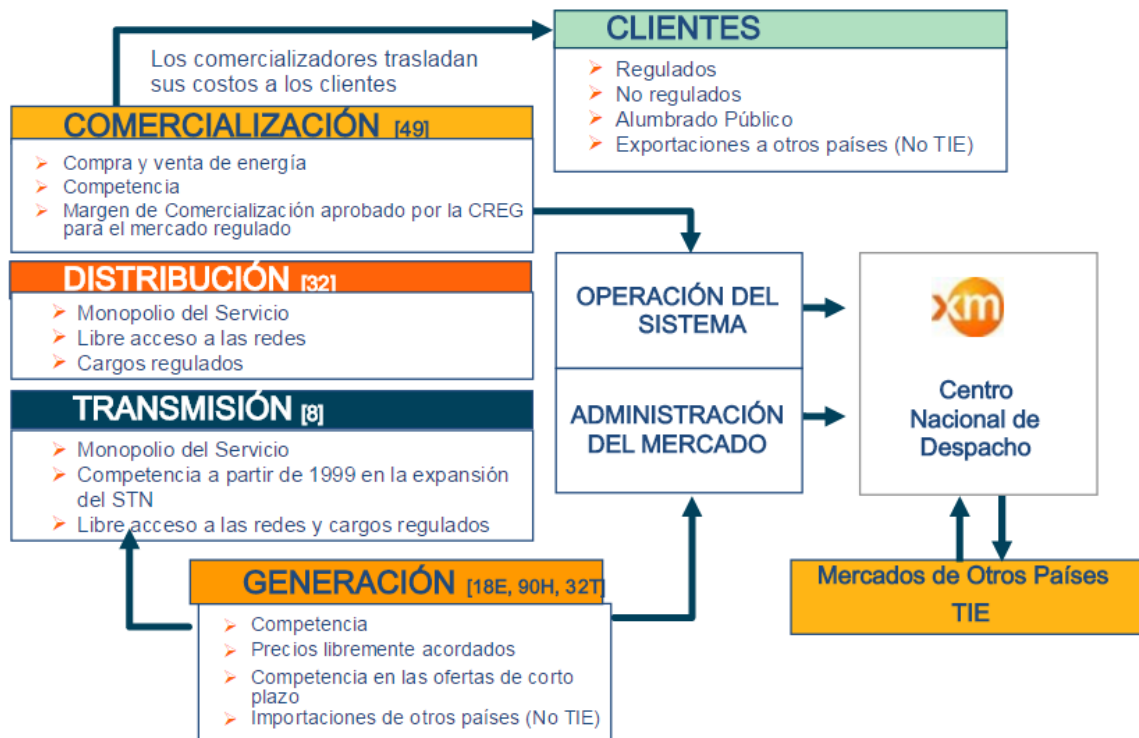 CLIENTES
Regulados
No regulados
Alumbrado Público
Exportaciones a otros países (No TIE)
Los comercializadores trasladan
sus costos a los clientes
COMERCIALIZACIÓN [49]
Compra y venta de energía
Competencia
Margen de Comercialización aprobado por la CREG
para el mercado regulado
DISTRIBUCIÓN [32]
Monopolio del Servicio
Libre acceso a las redes
Cargos regulados
TRANSMISIÓN [8]
Monopolio del Servicio
Competencia a partir de 1999 en la expansión
del STN
Libre acceso a las redes y cargos regulados
GENERACIÓN [18E, 90H, 32T]
Competencia
Precios libremente acordados
Competencia en las ofertas de corto
plazo
Importaciones de otros países (No TIE)
OPERACIÓN DEL
SISTEMA
ADMINISTRACIÓN
DEL MERCADO
xm
Centro
Nacional de
Despacho
Mercados de Otros Países
TIE